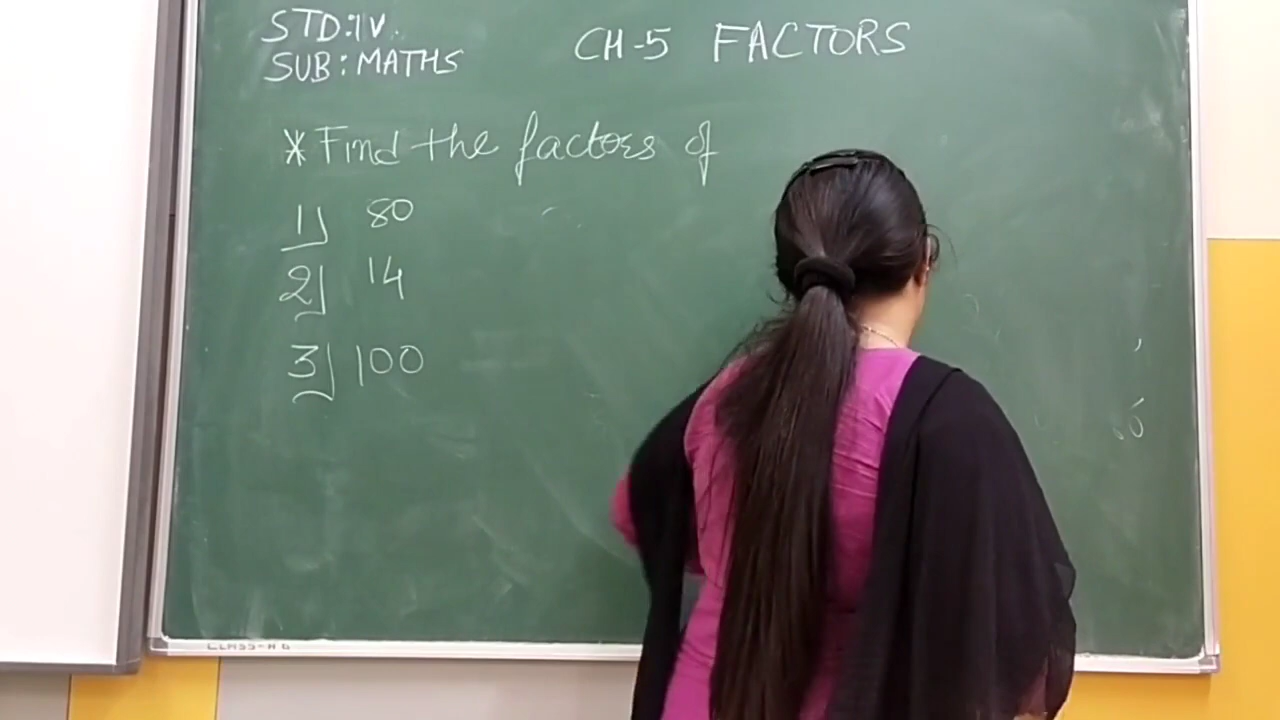 STD:IV.
SUB: MATHS
CH-5 FACTORS
* Find the factors of
1) 80
2) 14
3) 100